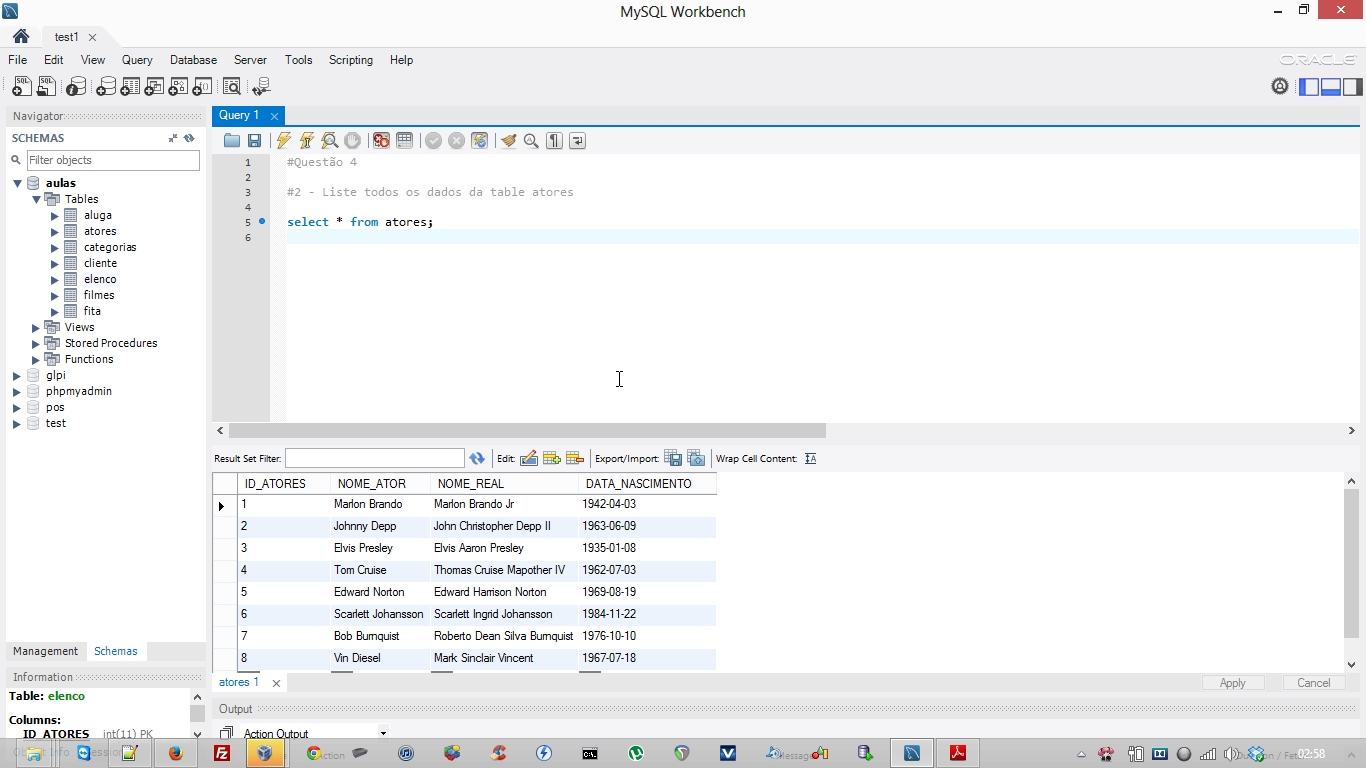 MySQL Workbench
test1
File Edit View Query Database Server Tools Scripting Help
ORACLE
Navigator
Query 1
SCHEMAS
Filter objects
aulas
Tables
aluga
atores
categorias
cliente
elenco
filmes
fita
Views
Stored Procedures
Functions
glpi
phpmyadmin
pos
test
Management Schemas
Information
Table: elenco
Columns:
ID_ATORES int(11) PK
1 #Questão 4
2
3 #2 - Liste todos os dados da table atores
4
5 select * from atores;
6
Result Set Filter: Edit: Export/Import: Wrap Cell Content:
ID_ATORES NOME_ATOR NOME_REAL DATA_NASCIMENTO
1 Marlon Brando Marlon Brando Jr 1942-04-03
2 Johnny Depp John Christopher Depp II 1963-06-09
3 Elvis Presley Elvis Aaron Presley 1935-01-08
4 Tom Cruise Thomas Cruise Mapother IV 1962-07-03
5 Edward Norton Edward Harrison Norton 1969-08-19
6 Scarlett Johansson Scarlett Ingrid Johansson 1984-11-22
7 Bob Burnquist Roberto Dean Silva Burnquist 1976-10-10
8 Vin Diesel Mark Sinclair Vincent 1967-07-18
atores 1 Apply Cancel
Output
Action Output
02:58